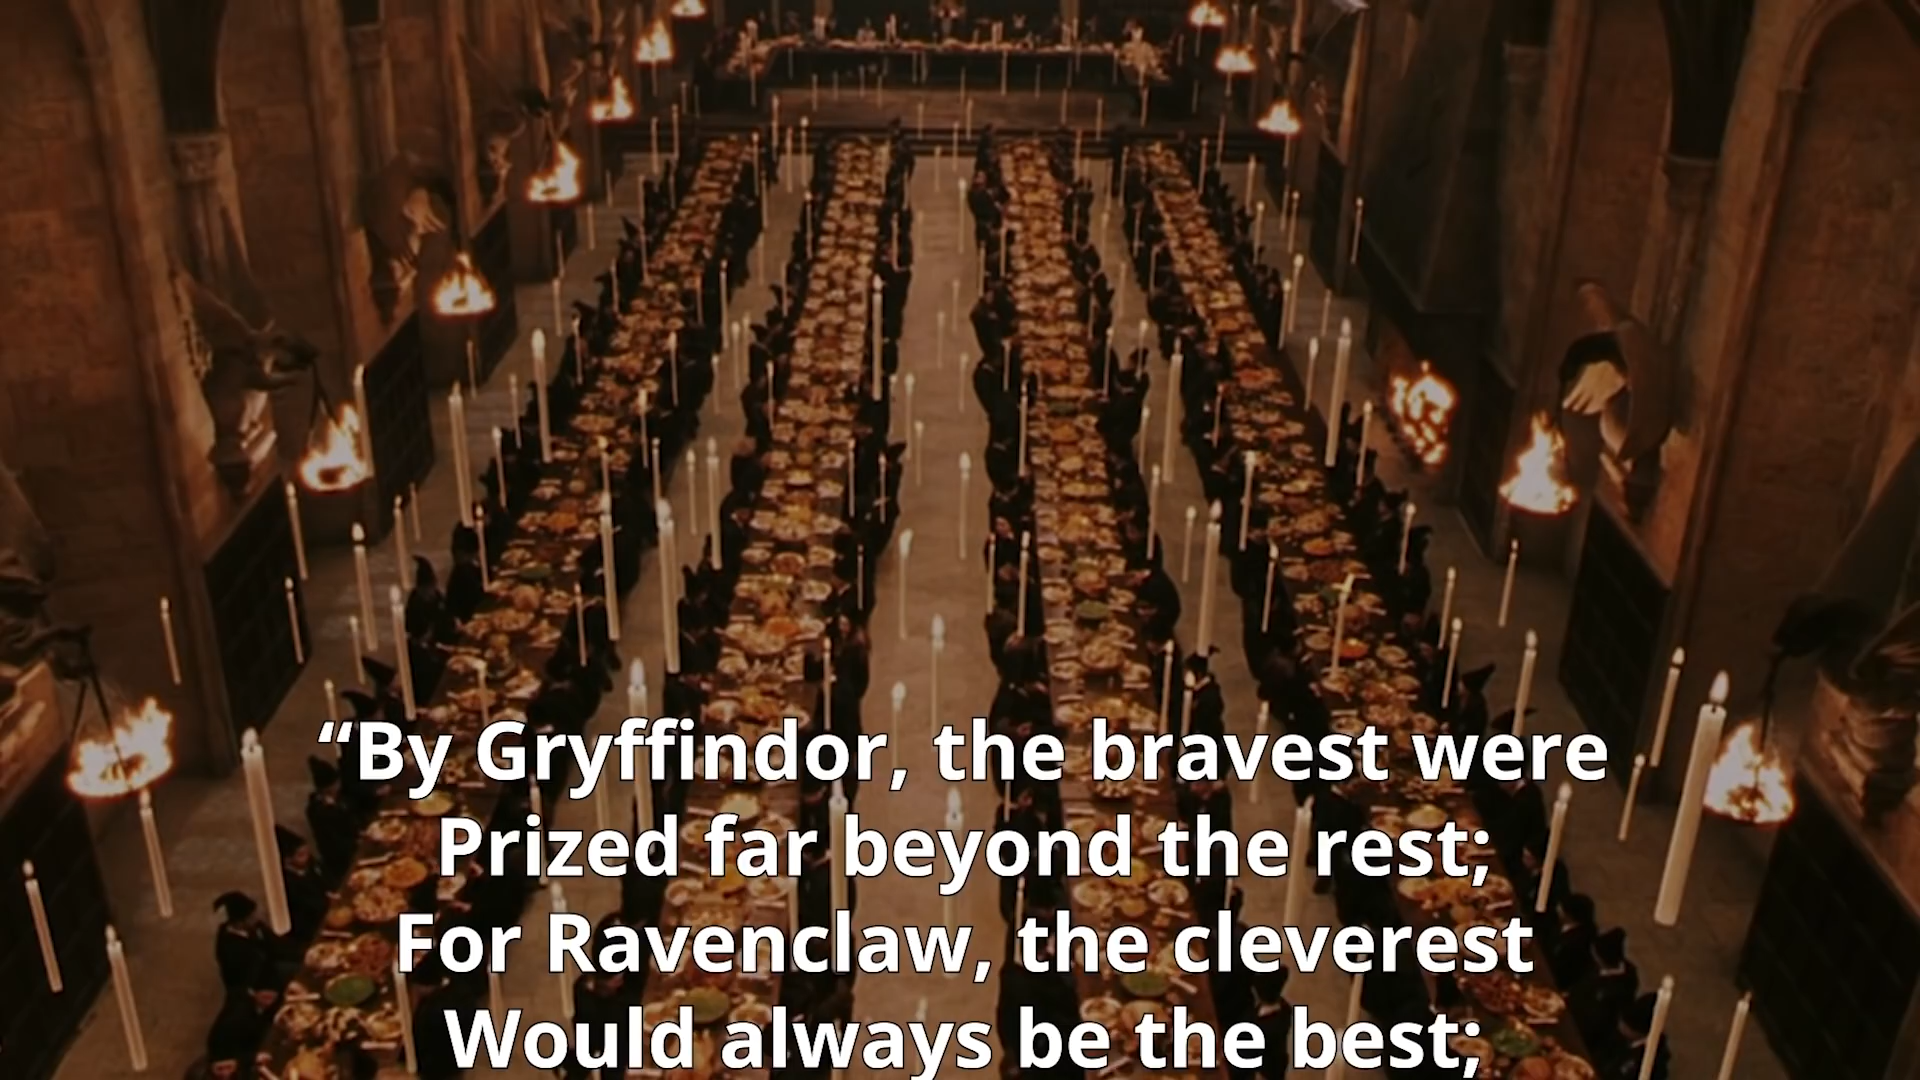 “By Gryffindor, the bravest were
Prized far beyond the rest;
For Ravenclaw, the cleverest
Would always be the best;